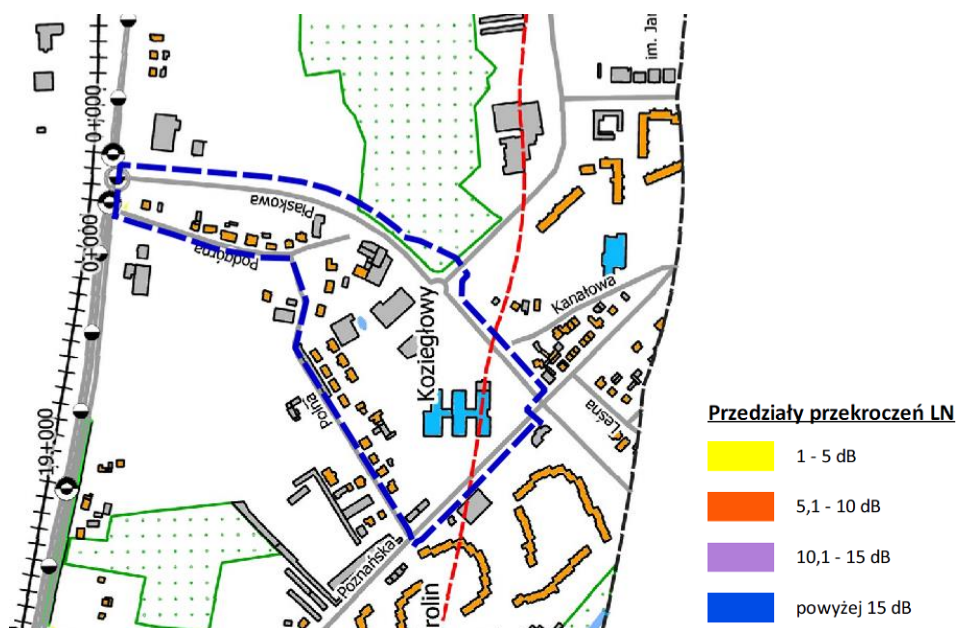 im. Jar
0+000
Piaskowa
0+000
Podgórna
Kanałowa
Koziegłowy
Polna
Leśna
19+000
Poznańska
rolin
Przedziały przekroczeń LN
1 - 5 dB
5,1 - 10 dB
10,1 - 15 dB
powyżej 15 dB